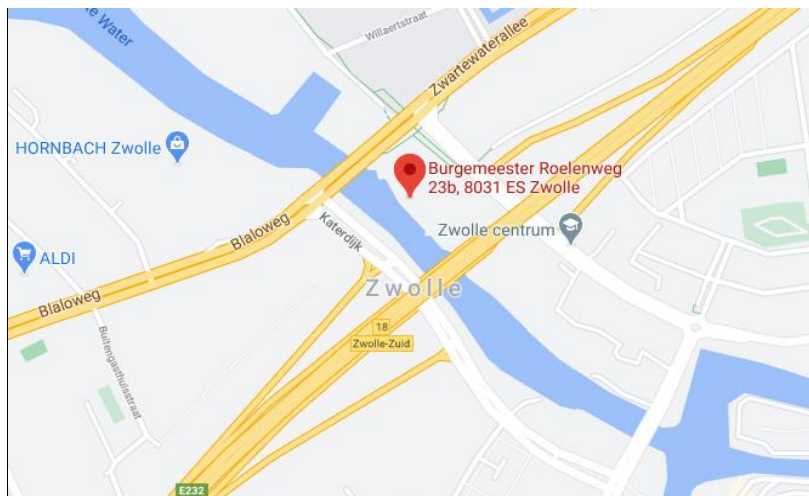 te Water
Willaertstraat
Zwartewaterallee
HORNBACH Zwolle
Burgemeester Roelenweg
23b, 8031 ES Zwolle
Zwolle centrum
Katerdijk
Blaloweg
ALDI
Zwolle
Blaloweg
18
Zwolle-Zuid
Buitengasthuisstraat
E232